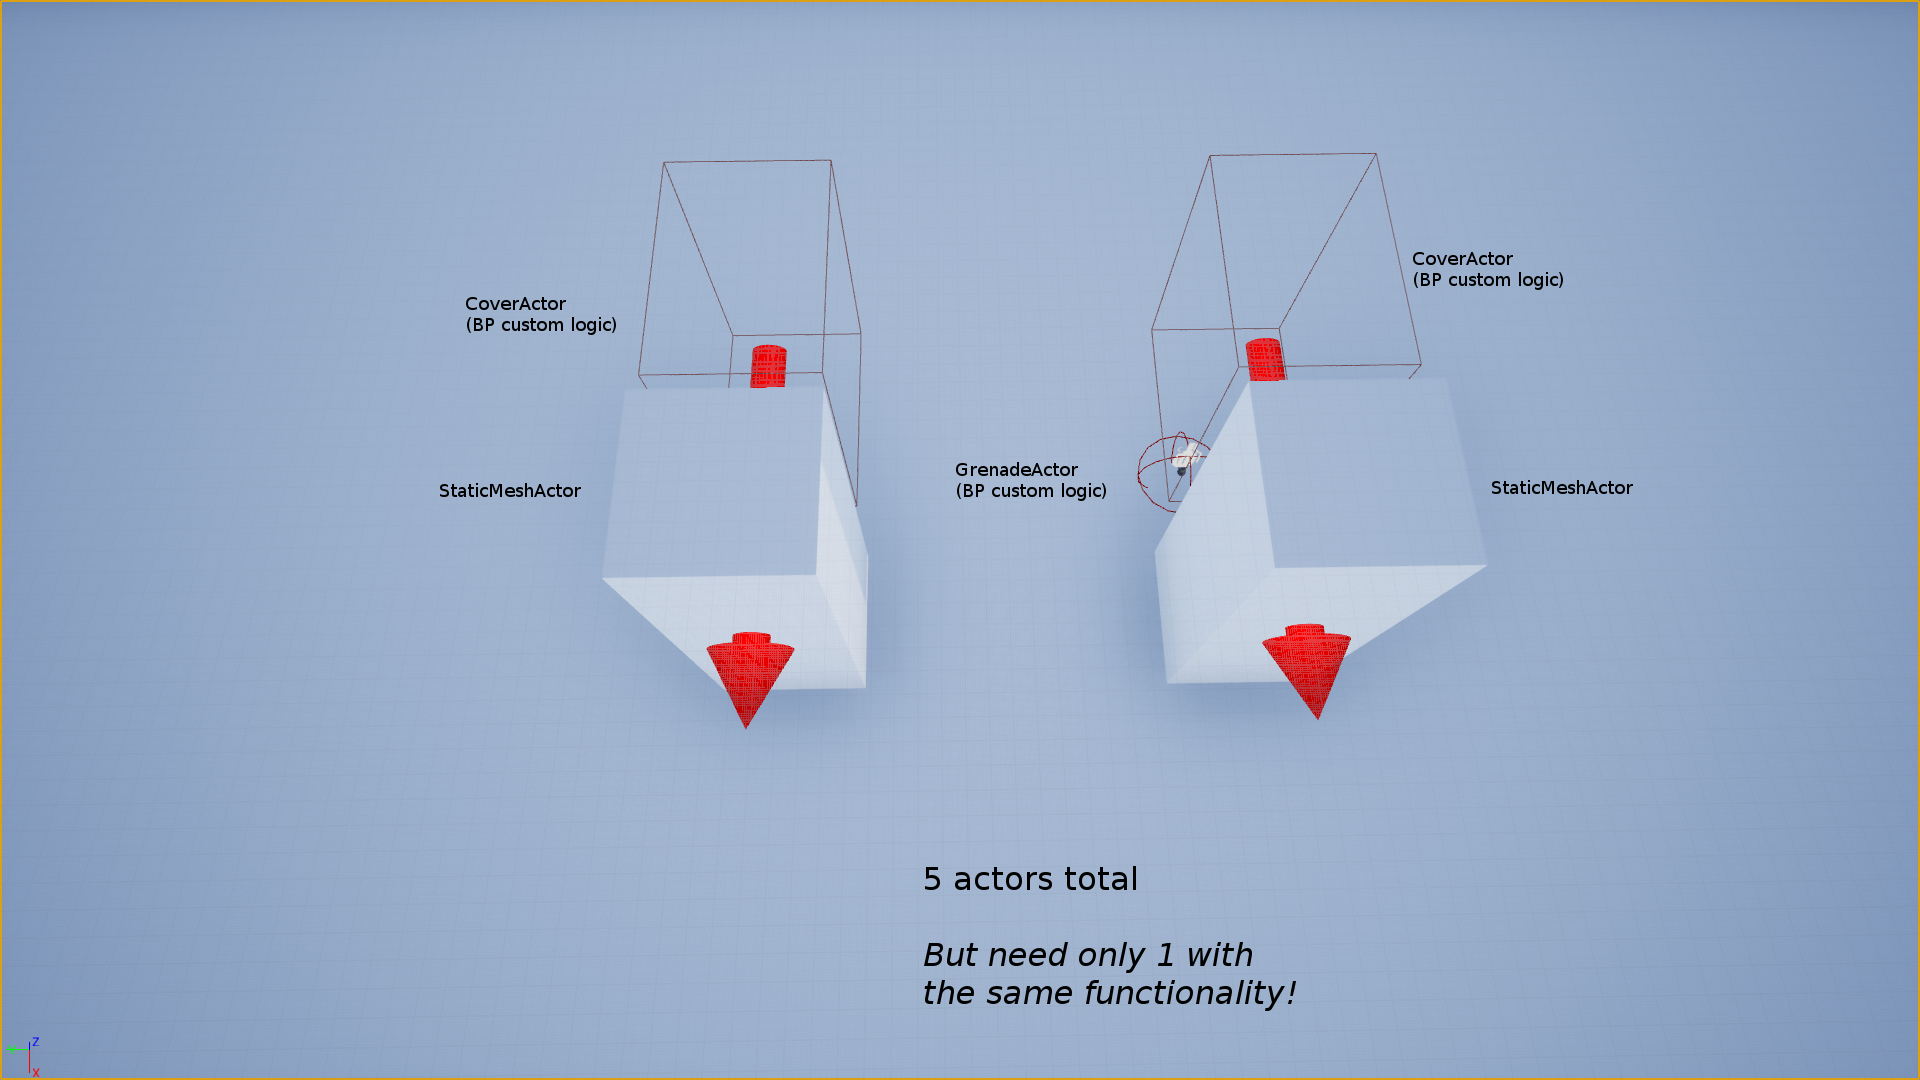 CoverActor
(BP custom logic)
CoverActor
(BP custom logic)
StaticMeshActor
GrenadeActor
(BP custom logic)
StaticMeshActor
5 actors total
But need only 1 with
the same functionality!
Z
Y
X